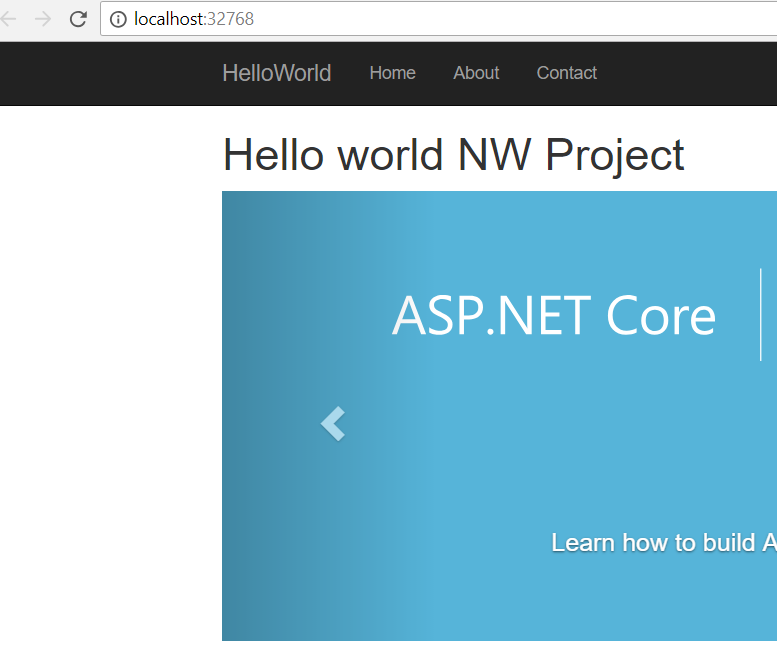 localhost:32768
HelloWorld Home About Contact
Hello world NW Project
ASP.NET Core
Learn how to build A